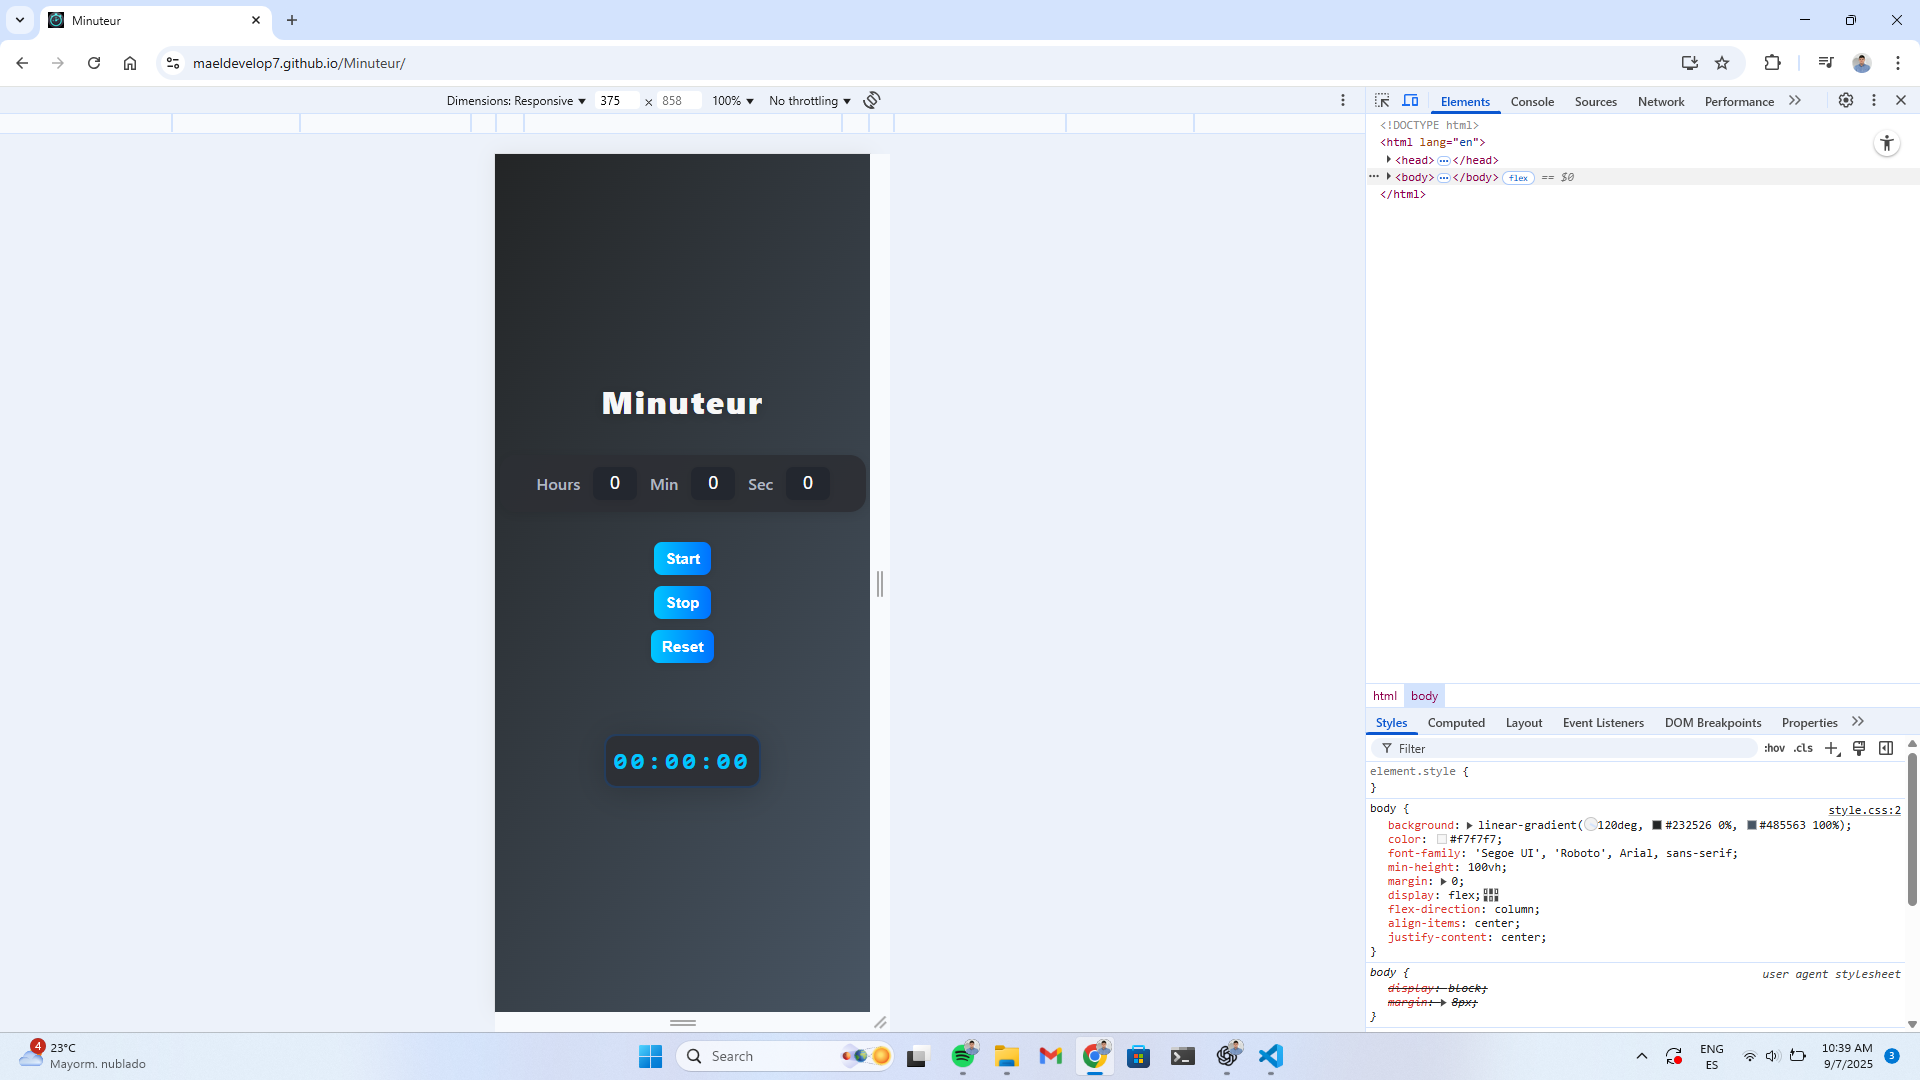 Minuteur
maeldevelop7.github.io/Minuteur/
Dimensions: Responsive 375 × 858 100% No throttling
Elements Console Sources Network Performance
<!DOCTYPE html>
<html lang="en">
<head> </head>
<body> </body> flex == $0
</html>
Minuteur
Hours 0 Min 0 Sec 0
Start
Stop
Reset
00:00:00
html body
Styles Computed Layout Event Listeners DOM Breakpoints Properties
Filter :hov .cls
element.style {
}
body { style.css:2
background: linear-gradient(120deg, #232526 0%, #485563 100%);
color: #f7f7f7;
font-family: 'Segoe UI', 'Roboto', Arial, sans-serif;
min-height: 100vh;
margin: 0;
display: flex;
flex-direction: column;
align-items: center;
justify-content: center;
}
body { user agent stylesheet
display: block;
margin: 8px;
}
4 23°C
Mayorm. nublado
Search
ENG
ES
10:39 AM
9/7/2025
3